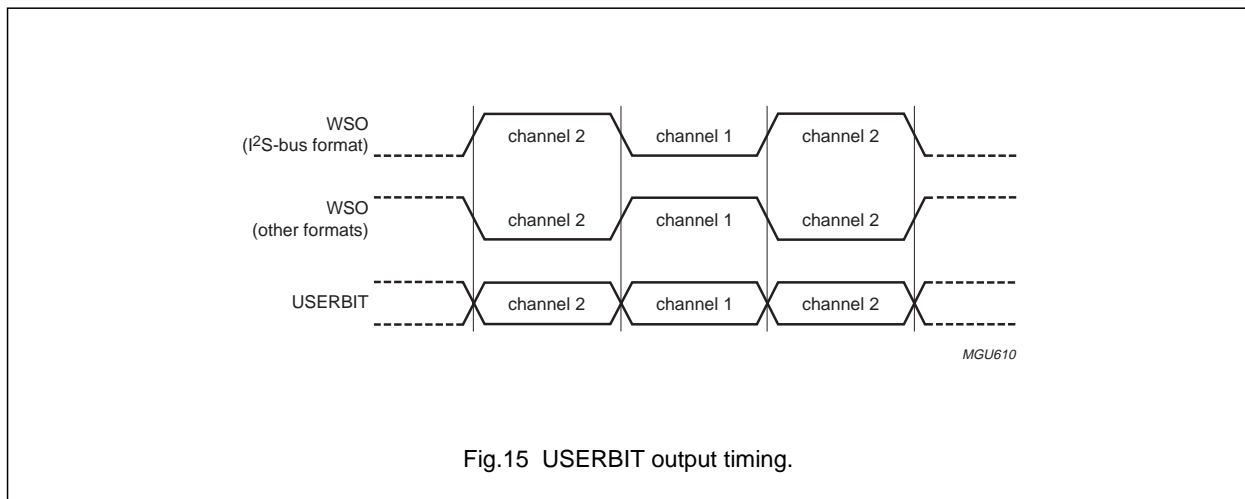 WSO
(I²S-bus format)
channel 2
channel 1
channel 2
WSO
(other formats)
channel 2
channel 1
channel 2
USERBIT
channel 2
channel 1
channel 2
MGU610
Fig.15 USERBIT output timing.